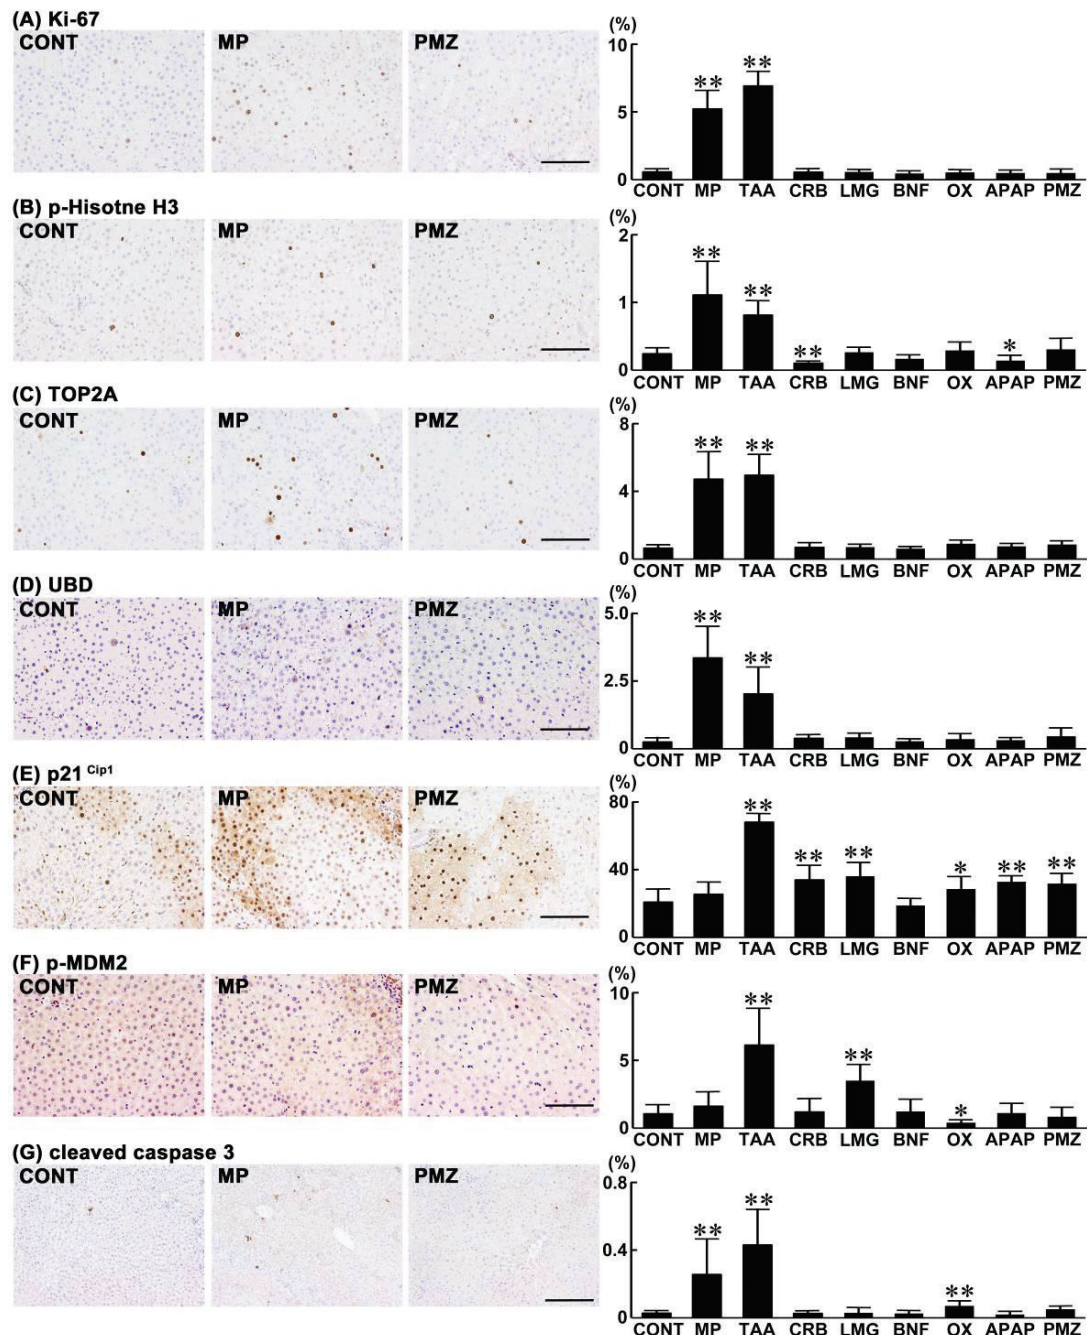 (A) Ki-67
CONT MP PMZ
(%)
10
5
0
** **
CONT MP TAA CRB LMG BNF OX APAP PMZ
(B) p-Hisotne H3
CONT MP PMZ
(%)
2
1
0
** ** ** *
CONT MP TAA CRB LMG BNF OX APAP PMZ
(C) TOP2A
CONT MP PMZ
(%)
8
4
0
** **
CONT MP TAA CRB LMG BNF OX APAP PMZ
(D) UBD
CONT MP PMZ
(%)
5.0
2.5
0
** **
CONT MP TAA CRB LMG BNF OX APAP PMZ
(E) p21 Cip1
CONT MP PMZ
(%)
80
40
0
** ** ** * ** **
CONT MP TAA CRB LMG BNF OX APAP PMZ
(F) p-MDM2
CONT MP PMZ
(%)
10
5
0
** ** *
CONT MP TAA CRB LMG BNF OX APAP PMZ
(G) cleaved caspase 3
CONT MP PMZ
(%)
0.8
0.4
0
** ** **
CONT MP TAA CRB LMG BNF OX APAP PMZ